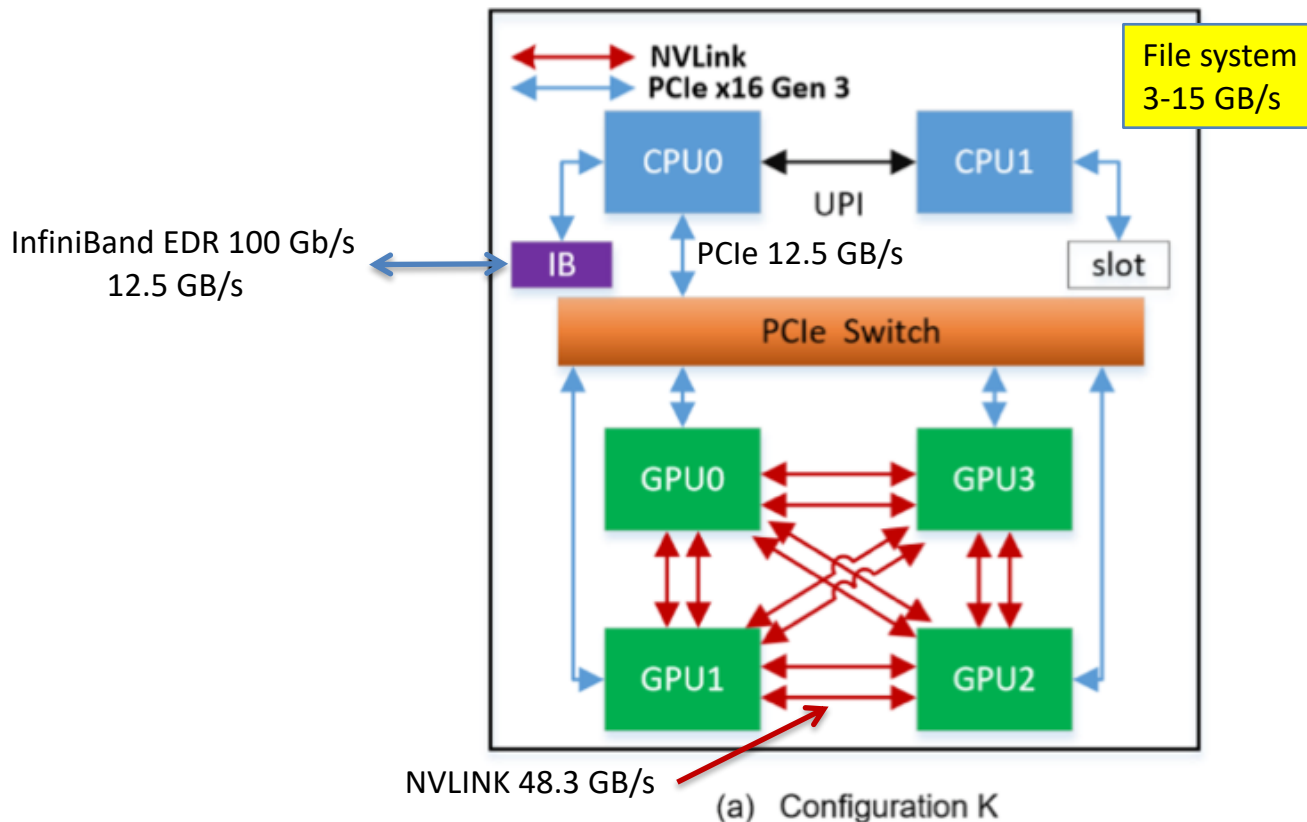 NVLink
PCIe x16 Gen 3
File system
3-15 GB/s
CPU0
CPU1
UPI
InfiniBand EDR 100 Gb/s
12.5 GB/s
IB
PCIe 12.5 GB/s
slot
PCIe Switch
GPU0
GPU3
GPU1
GPU2
NVLINK 48.3 GB/s
(a) Configuration K